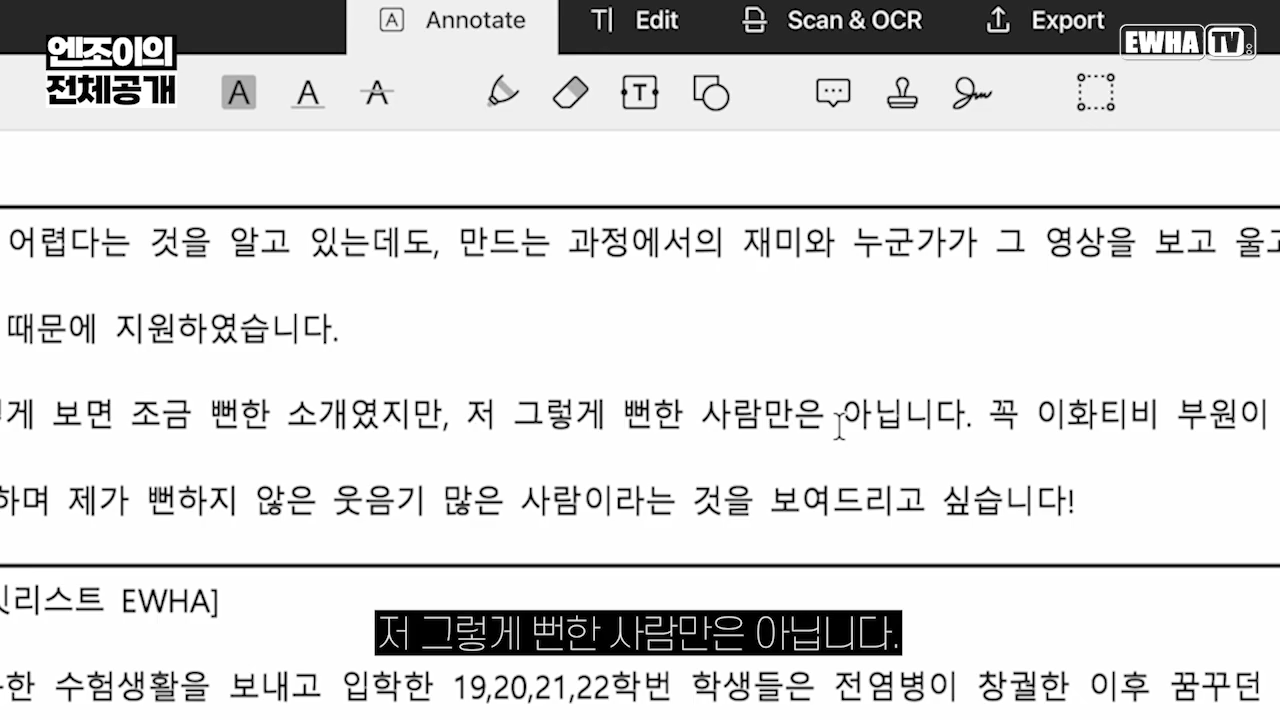 Annotate Edit Scan & OCR Export
엔조이의
전체공개
EWHA TV
A A A T
어렵다는 것을 알고 있는데도, 만드는 과정에서의 재미와 누군가가 그 영상을 보고 울고
때문에 지원하였습니다.
보면 조금 뻔한 소개였지만, 저 그렇게 뻔한 사람만은 아닙니다. 꼭 이화티비 부원이
하며 제가 뻔하지 않은 웃음기 많은 사람이라는 것을 보여드리고 싶습니다!
리스트 EWHA]
저 그렇게 뻔한 사람만은 아닙니다.
한 수험생활을 보내고 입학한 19,20,21,22학번 학생들은 전염병이 창궐한 이후 꿈꾸던